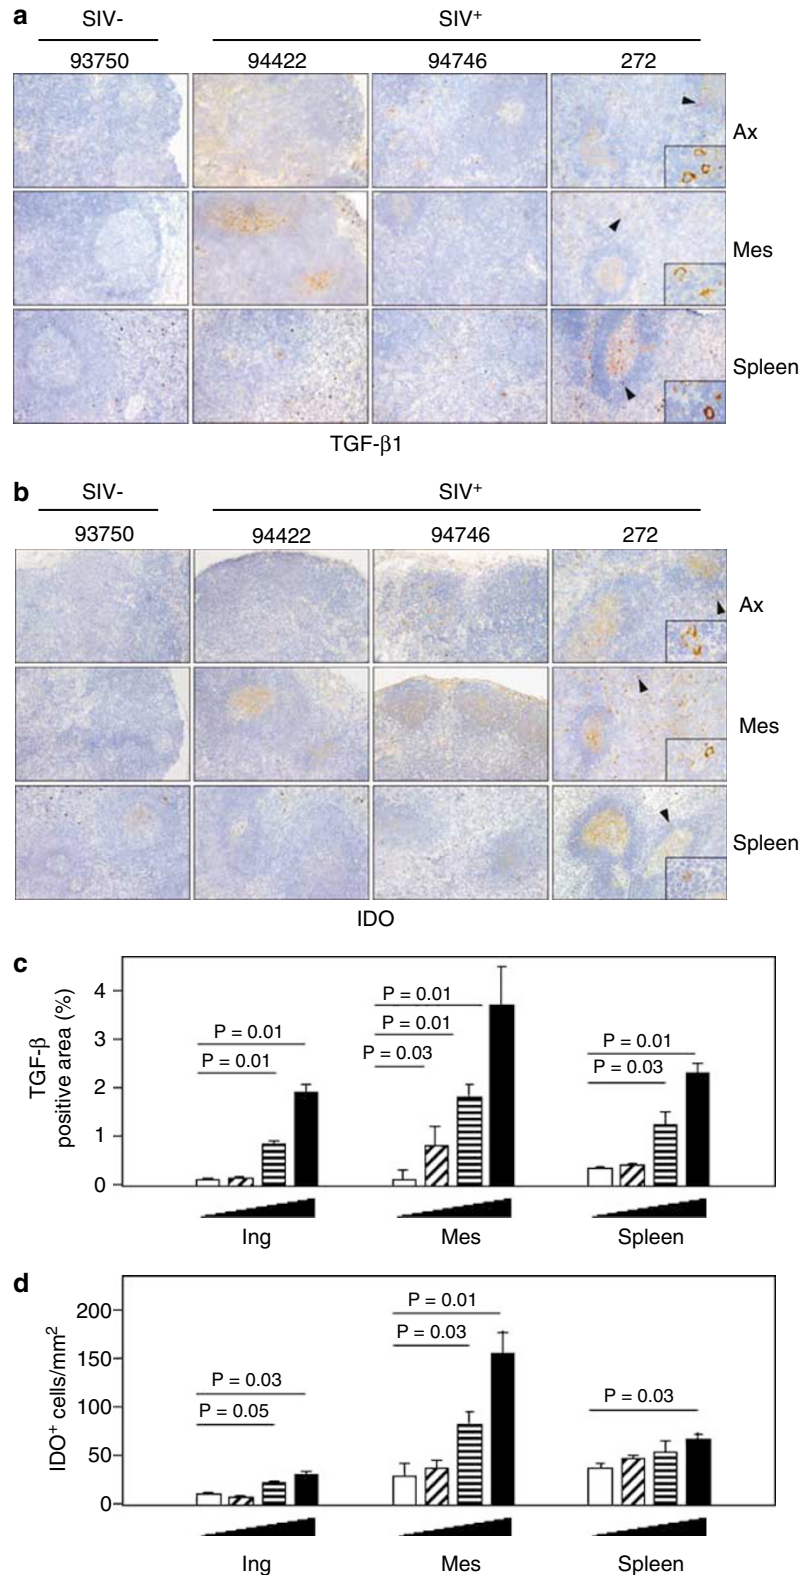 a
SIV- SIV+
93750 94422 94746 272
Ax
Mes
Spleen
TGF-β1
b
SIV- SIV+
93750 94422 94746 272
Ax
Mes
Spleen
IDO
c
TGF-β
positive area (%)
4
3
2
1
0
P = 0.01
P = 0.01
P = 0.01
P = 0.01
P = 0.03
P = 0.01
P = 0.03
Ing Mes Spleen
d
IDO+ cells/mm2
200
150
100
50
0
P = 0.03
P = 0.05
P = 0.01
P = 0.03
P = 0.03
Ing Mes Spleen